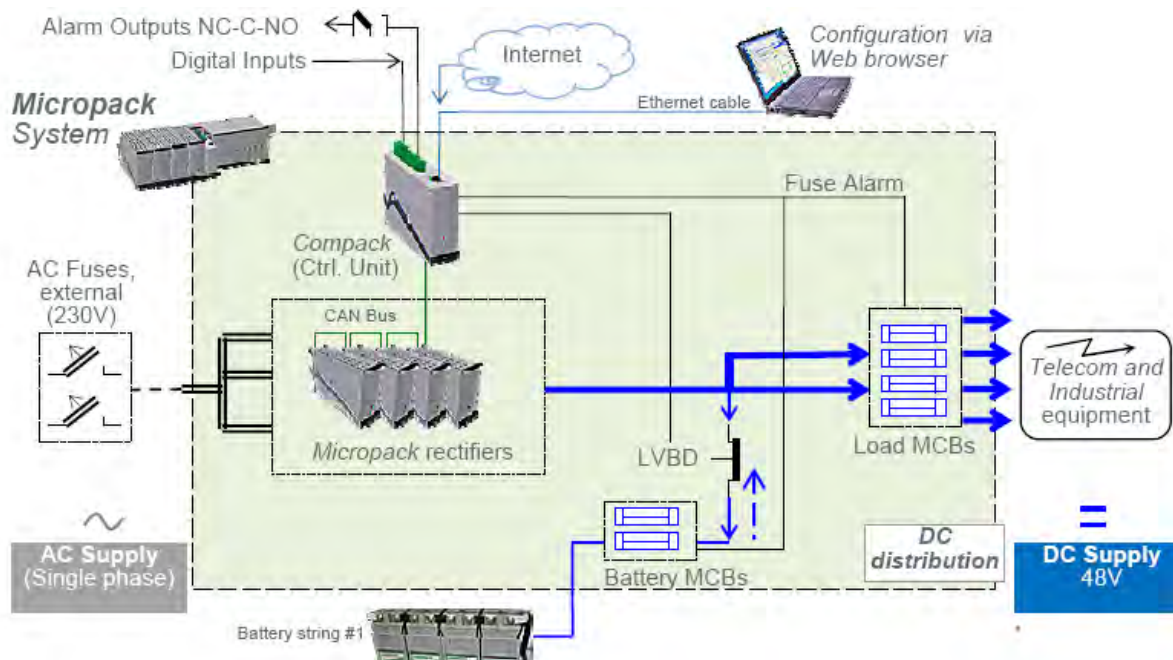 Alarm Outputs NC-C-NO
Digital Inputs
Internet
Configuration via
Web browser
Ethernet cable
Micropack
System
Fuse Alarm
Compack
(Ctrl. Unit)
AC Fuses,
external
(230V)
CAN Bus
Micropack rectifiers
LVBD
Load MCBs
Telecom and
Industrial
equipment
Battery MCBs
DC
distribution
AC Supply
(Single phase)
DC Supply
48V
Battery string #1